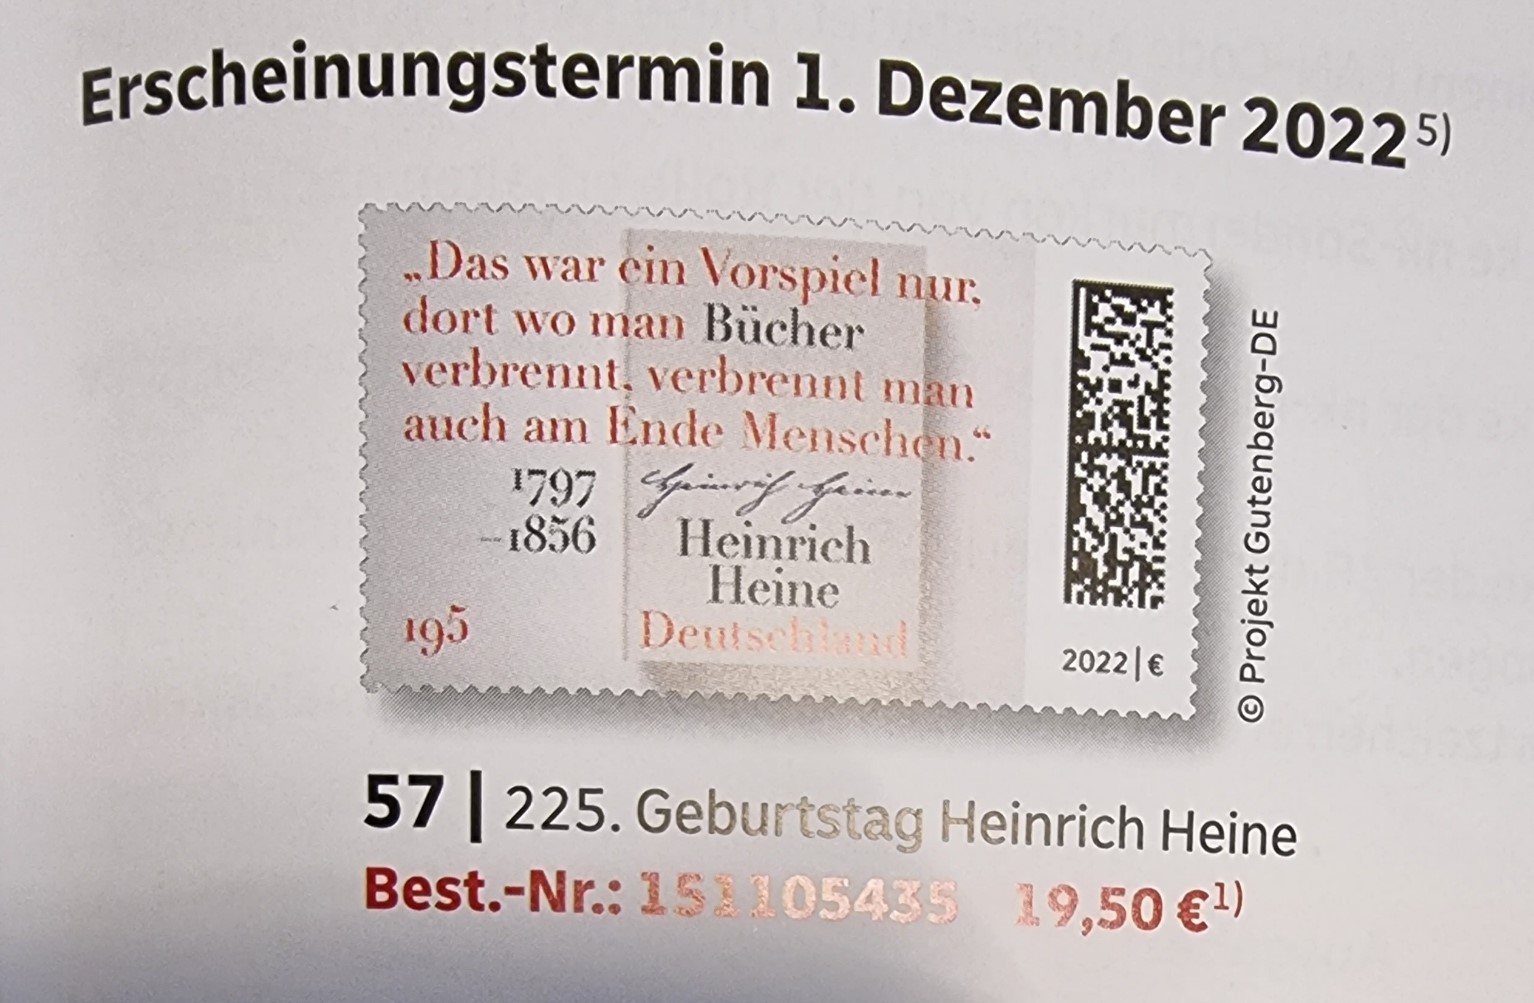 Erscheinungstermin 1. Dezember 2022 5)
„Das war ein Vorspiel nur,
dort wo man Bücher
verbrennt, verbrennt man
auch am Ende Menschen.“
1797
–1856
Heinrich Heine
Heinrich
Heine
195
Deutschland
2022 | €
© Projekt Gutenberg-DE
57 | 225. Geburtstag Heinrich Heine
Best.-Nr.: 151105435 19,50 € 1)